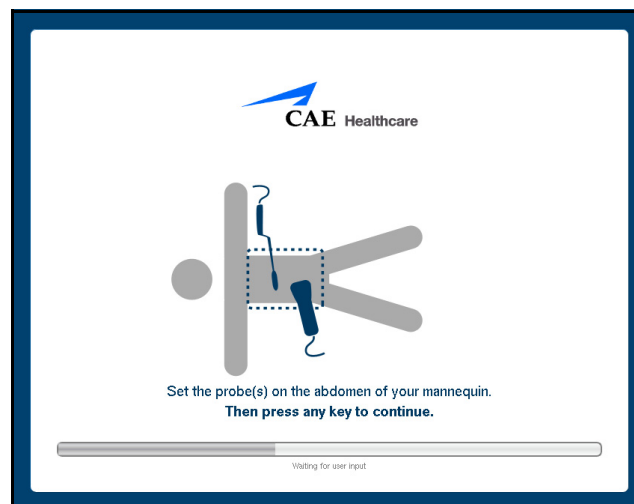 CAE Healthcare
Set the probe(s) on the abdomen of your mannequin.
Then press any key to continue.
Waiting for user input